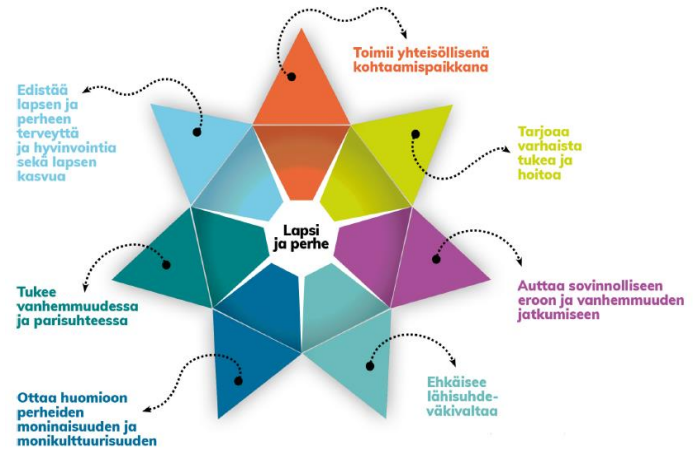 Toimii yhteisöllisenä
kohtaamispaikkana
Edistää
lapsen ja
perheen
terveyttä
ja hyvinvointia
sekä lapsen
kasvua
Tarjoaa
varhaista
tukea ja
hoitoa
Lapsi
ja perhe
Tukee
vanhemmuudessa
ja parisuhteessa
Auttaa sovinnolliseen
eroon ja vanhemmuuden
jatkumiseen
Ottaa huomioon
perheiden
moninaisuuden ja
monikulttuurisuuden
Ehkäisee
lähisuhde-
väkivaltaa